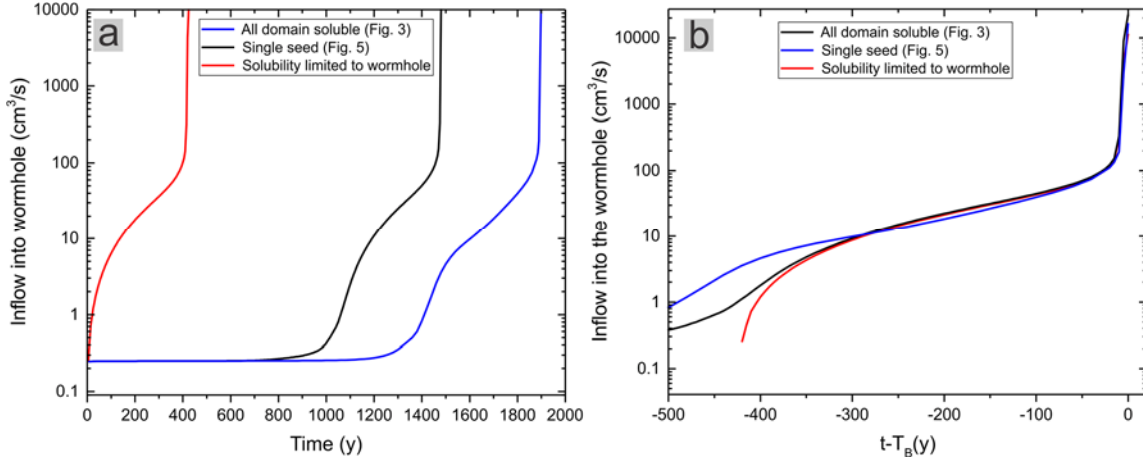 a
All domain soluble (Fig. 3)
Single seed (Fig. 5)
Solubility limited to wormhole
Inflow into wormhole (cm³/s)
10000
1000
100
10
1
0.1
0 200 400 600 800 1000 1200 1400 1600 1800 2000
Time (y)
b
All domain soluble (Fig. 3)
Single seed (Fig. 5)
Solubility limited to wormhole
Inflow into the wormhole (cm³/s)
10000
1000
100
10
1
0.1
-500 -400 -300 -200 -100 0
t-T_B(y)